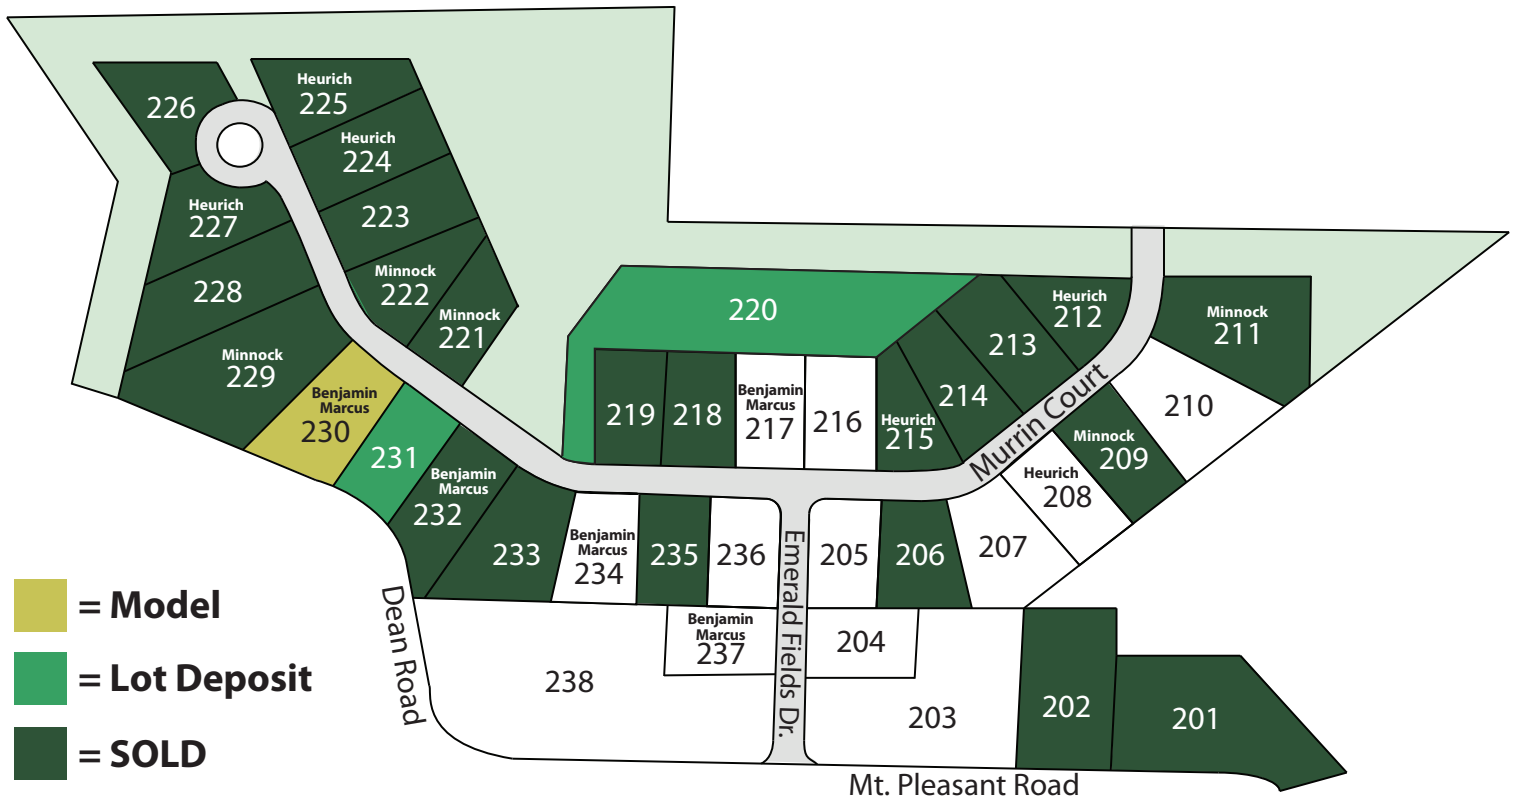 226
Heurich
225
Heurich
224
223
Heurich
227
228
Minnock
222
Minnock
221
Minnock
229
Benjamin
Marcus
230
231
Benjamin
Marcus
232
233
220
219
218
Benjamin
Marcus
217
216
Heurich
215
214
213
Heurich
212
Minnock
211
210
Minnock
209
Heurich
208
207
Murrin Court
Benjamin
Marcus
234
235
236
205
206
Emerald Fields Dr.
Benjamin
Marcus
237
204
238
203
202
201
Dean Road
Mt. Pleasant Road
= Model
= Lot Deposit
= SOLD